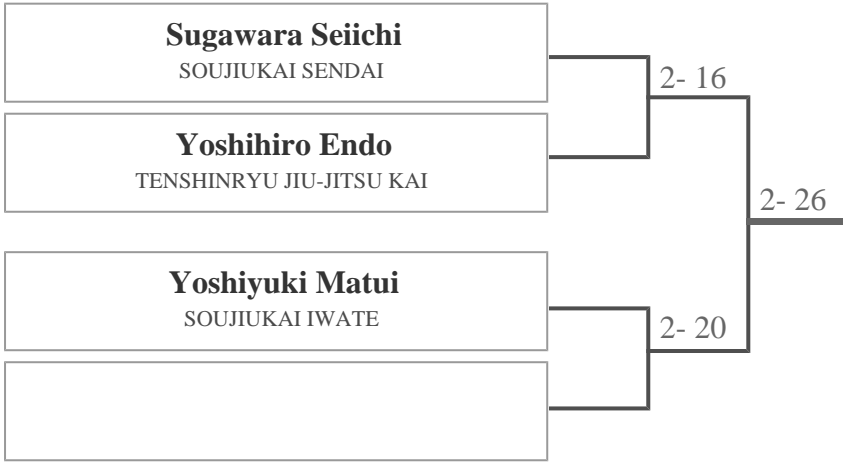 Sugawara Seiichi
SOUJIUKAI SENDAI
2- 16
Yoshihiro Endo
TENSHINRYU JIU-JITSU KAI
2- 26
Yoshiyuki Matui
SOUJIUKAI IWATE
2- 20